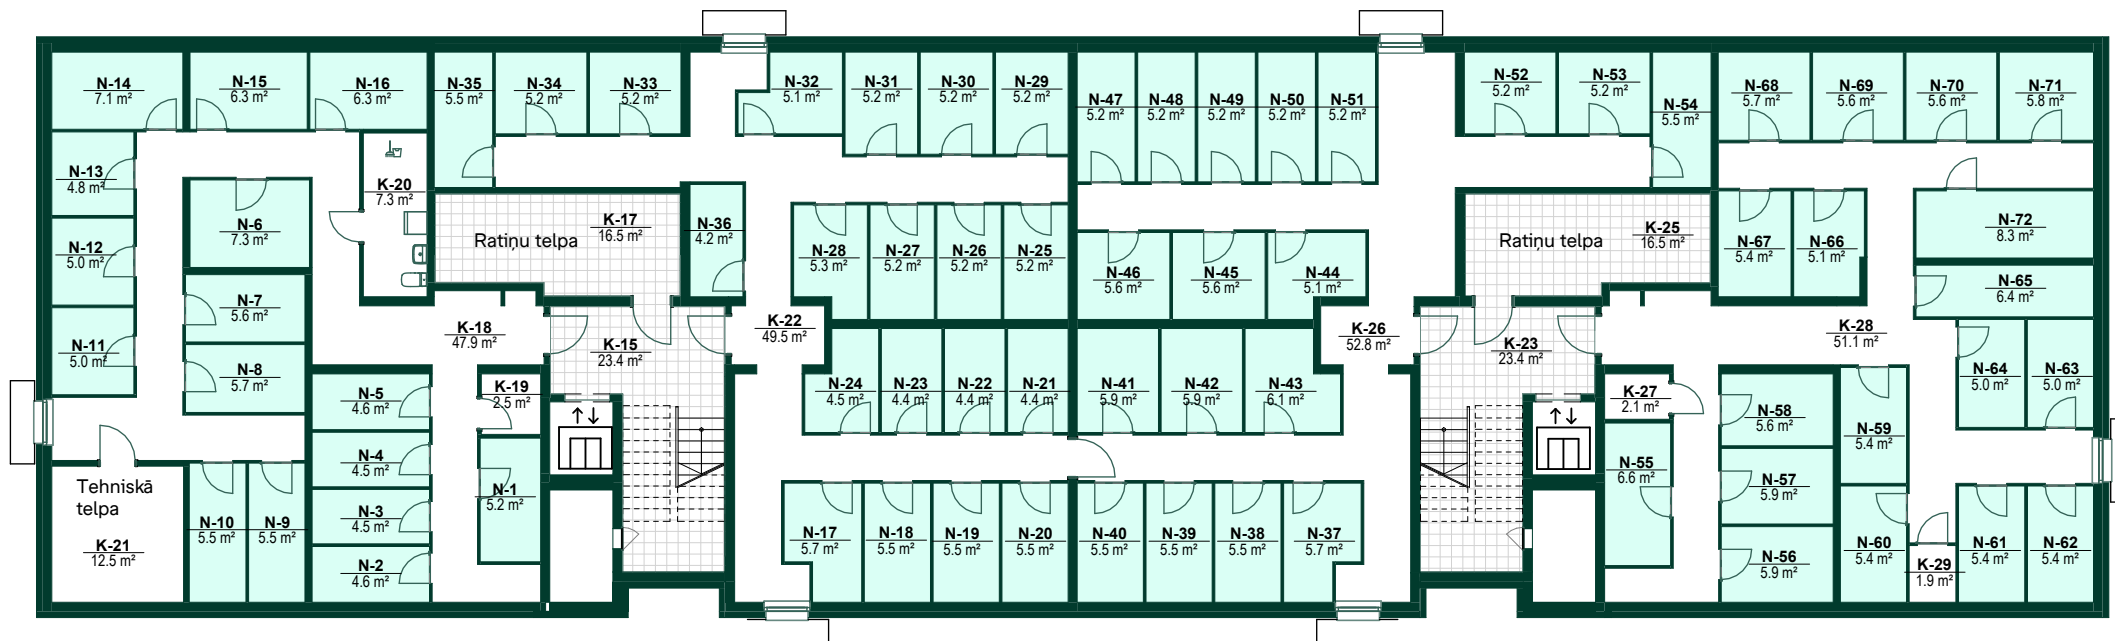 N-14
7.1 m²
N-15
6.3 m²
N-16
6.3 m²
N-35
5.5 m²
N-34
5.2 m²
N-33
5.2 m²
N-32
5.1 m²
N-31
5.2 m²
N-30
5.2 m²
N-29
5.2 m²
N-47
5.2 m²
N-48
5.2 m²
N-49
5.2 m²
N-50
5.2 m²
N-51
5.2 m²
N-52
5.2 m²
N-53
5.2 m²
N-54
5.5 m²
N-68
5.7 m²
N-69
5.6 m²
N-70
5.6 m²
N-71
5.8 m²
N-13
4.8 m²
K-20
7.3 m²
N-6
7.3 m²
N-12
5.0 m²
Ratiņu telpa
K-17
16.5 m²
N-36
4.2 m²
N-28
5.3 m²
N-27
5.2 m²
N-26
5.2 m²
N-25
5.2 m²
N-46
5.6 m²
N-45
5.6 m²
N-44
5.1 m²
Ratiņu telpa
K-25
16.5 m²
N-67
5.4 m²
N-66
5.1 m²
N-72
8.3 m²
N-65
6.4 m²
N-7
5.6 m²
N-11
5.0 m²
N-8
5.7 m²
K-18
47.9 m²
K-15
23.4 m²
K-22
49.5 m²
K-26
52.8 m²
K-23
23.4 m²
K-28
51.1 m²
N-5
4.6 m²
K-19
2.5 m²
N-24
4.5 m²
N-23
4.4 m²
N-22
4.4 m²
N-21
4.4 m²
N-41
5.9 m²
N-42
5.9 m²
N-43
6.1 m²
K-27
2.1 m²
N-58
5.6 m²
N-59
5.4 m²
N-64
5.0 m²
N-63
5.0 m²
N-4
4.5 m²
N-1
5.2 m²
N-55
6.6 m²
N-57
5.9 m²
Tehniskā
telpa
K-21
12.5 m²
N-10
5.5 m²
N-9
5.5 m²
N-3
4.5 m²
N-2
4.6 m²
N-17
5.7 m²
N-18
5.5 m²
N-19
5.5 m²
N-20
5.5 m²
N-40
5.5 m²
N-39
5.5 m²
N-38
5.5 m²
N-37
5.7 m²
N-56
5.9 m²
N-60
5.4 m²
K-29
1.9 m²
N-61
5.4 m²
N-62
5.4 m²